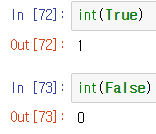 In [72]: int(True)
Out[72]: 1
In [73]: int(False)
Out[73]: 0